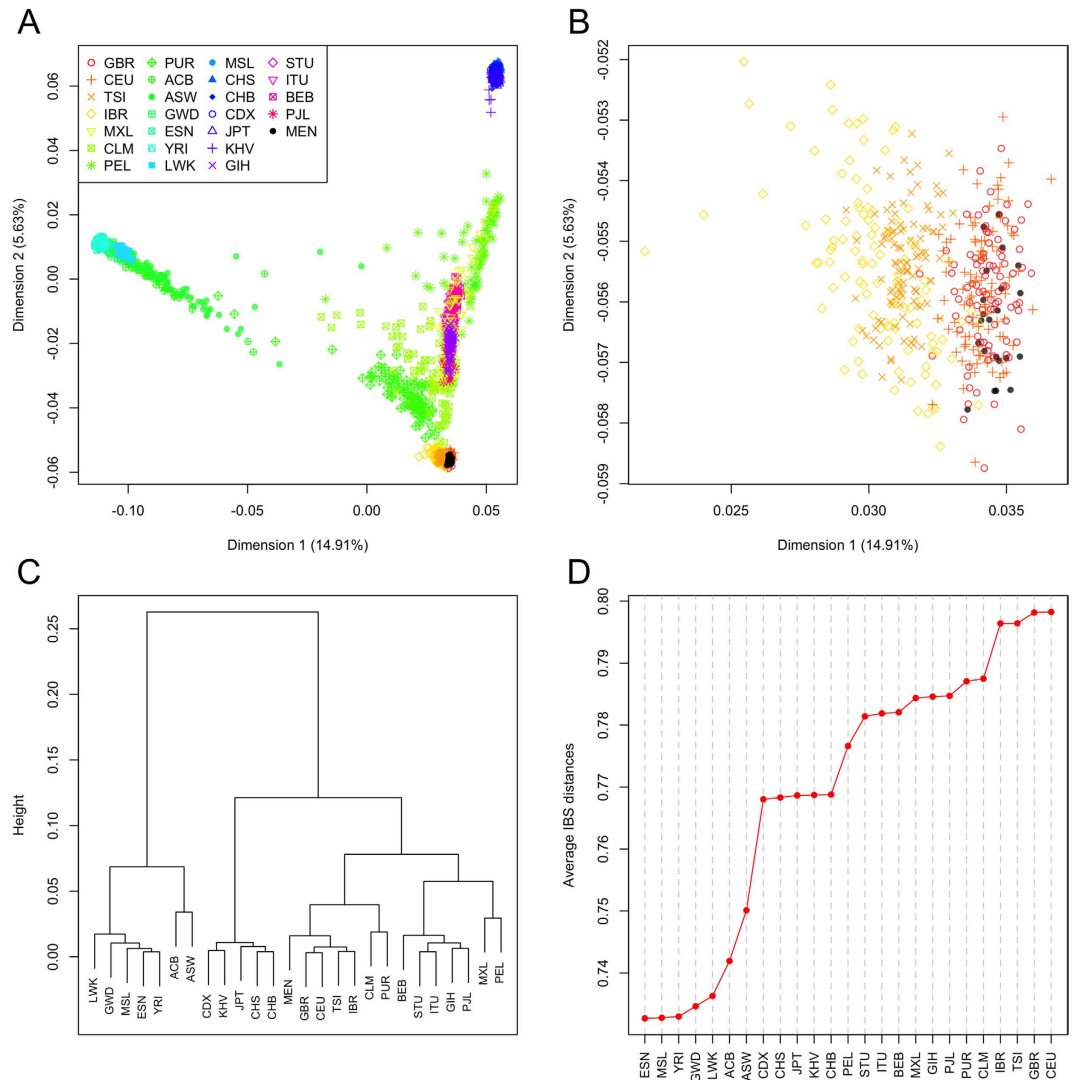 A
GBR PUR MSL STU
CEU ACB CHS ITU
TSI ASW CHB BEB
IBR GWD CDX PJL
MXL ESN JPT MEN
CLM YRI KHV
PEL LWK GIH
0.06
0.04
0.02
0.00
-0.02
-0.04
-0.06
Dimension 2 (5.63%)
-0.10 -0.05 0.00 0.05
Dimension 1 (14.91%)
B
-0.052
-0.053
-0.054
-0.055
-0.056
-0.057
-0.058
-0.059
Dimension 2 (5.63%)
0.025 0.030 0.035
Dimension 1 (14.91%)
C
0.25
0.20
0.15
0.10
0.05
0.00
Height
LWK GWD MSL ESN YRI ACB ASW CDX KHV JPT CHS CHB MEN GBR CEU TSI IBR CLM PUR BEB STU ITU GIH PJL MXL PEL
D
0.80
0.79
0.78
0.77
0.76
0.75
0.74
Average IBS distances
ESN MSL YRI GWD LWK ACB ASW CDX CHS JPT KHV CHB PEL STU ITU BEB MXL GIH PJL PUR CLM IBR TSI GBR CEU